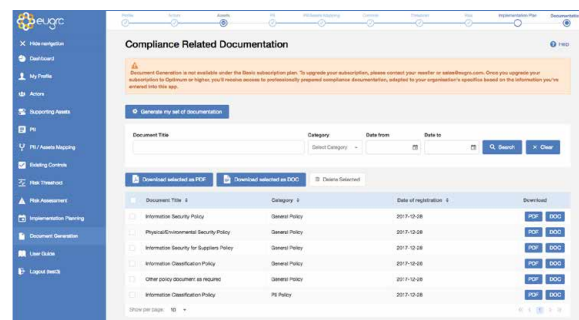 eugrc
Profile Actors Assets PII PII/Assets Mapping Controls Threshold Risk Implementation Plan Documentation
Hide navigation
Dashboard
My Profile
Actors
Supporting Assets
PII
PII / Assets Mapping
Existing Controls
Risk Threshold
Risk Assessment
Implementation Planning
Document Generation
User Guide
Logout
Compliance Related Documentation
Help
Document Generation is not available under the Basis subscription plan. To upgrade your subscription, please contact your reseller or sales@eugrc.com. Once you upgrade your
subscription to Optimum or higher, you'll receive access to professionally prepared compliance documentation, adapted to your organisation's specifics based on the information you've
entered into this app.
Generate my set of documentation
Document Title Category Date from Date to
Select Category Search Clear
Download selected as PDF Download selected as DOC Delete Selected
Document Title Category Date of registration Download
Information Security Policy General Policy 2017-12-28 PDF DOC
Physical/Environmental Security Policy General Policy 2017-12-28 PDF DOC
Information Security for Suppliers Policy General Policy 2017-12-28 PDF DOC
Information Classification Policy General Policy 2017-12-28 PDF DOC
Other policy document as required General Policy 2017-12-28 PDF DOC
Information Classification Policy PII Policy 2017-12-28 PDF DOC
Show per page: 10 1